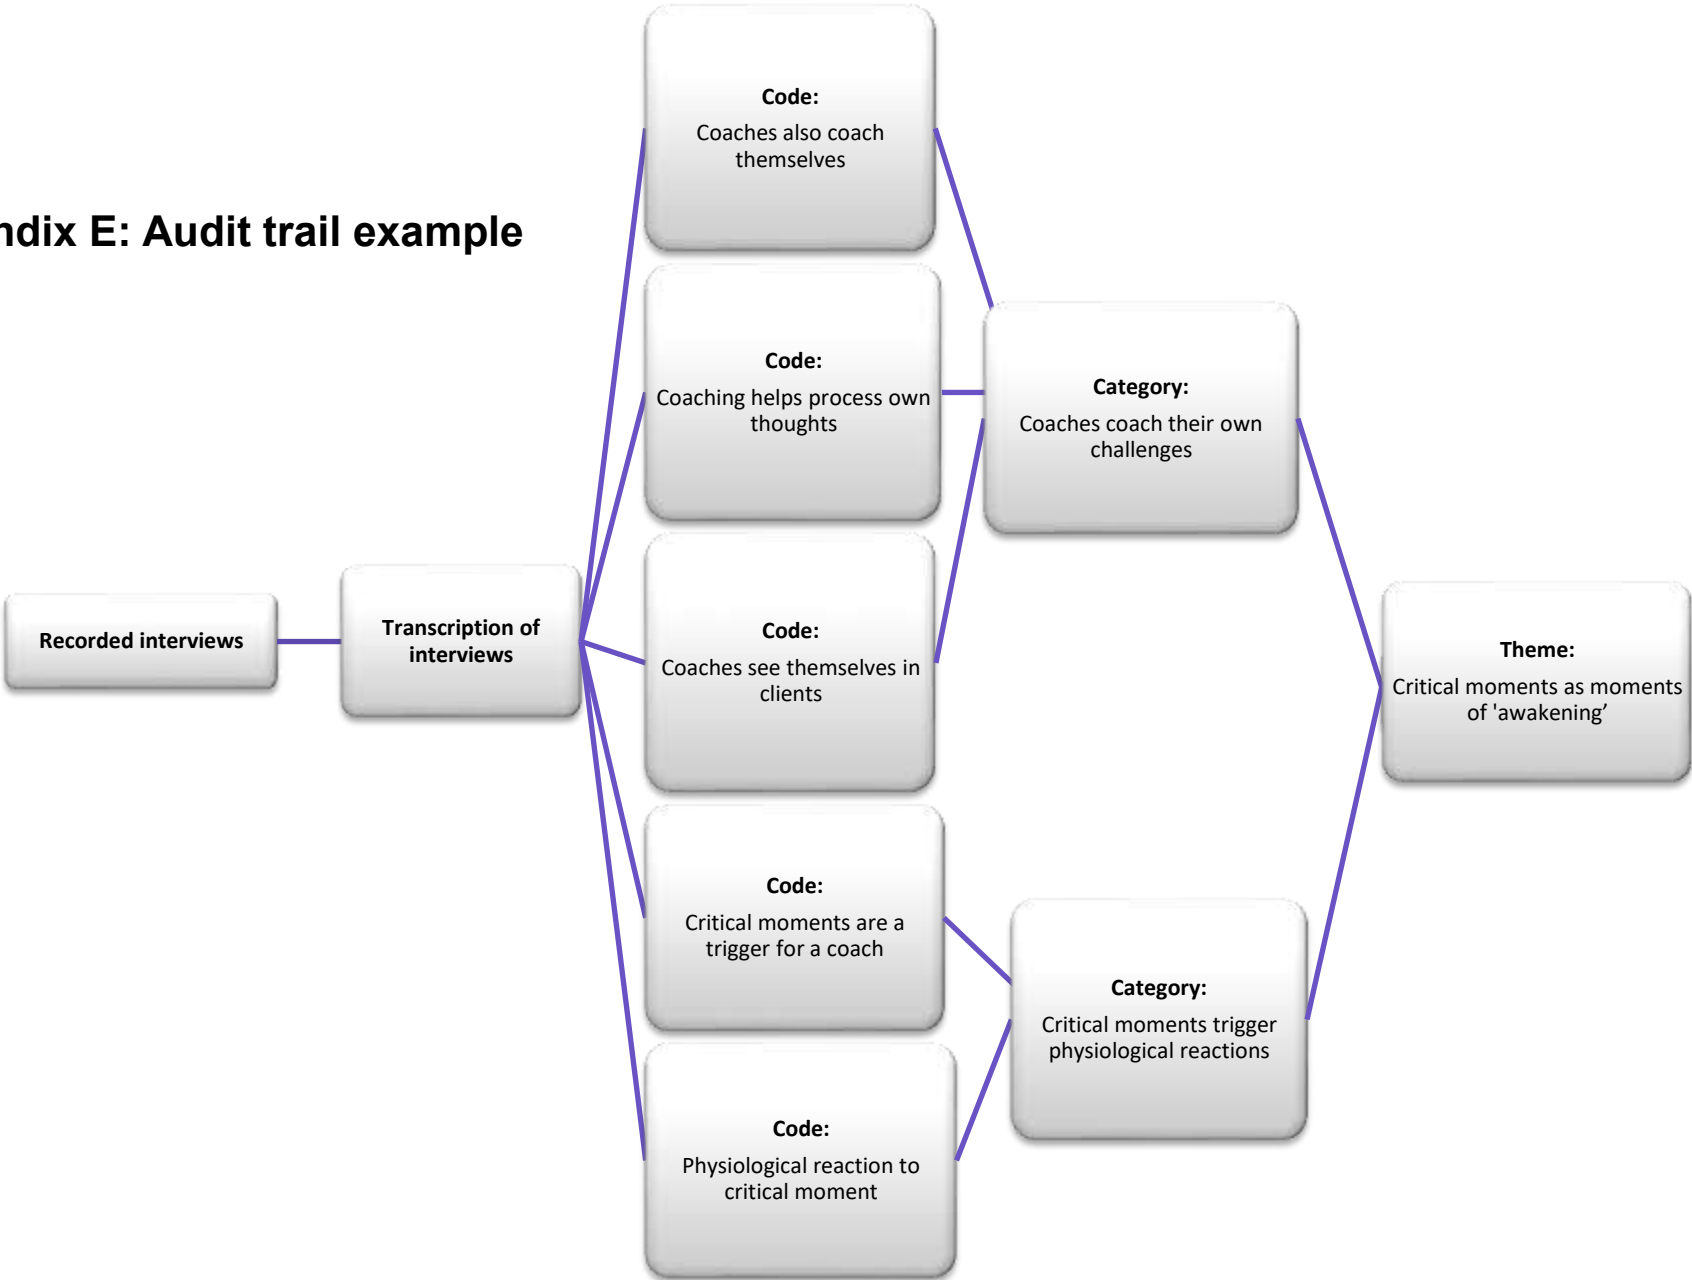 ndix E: Audit trail example
Recorded interviews
Transcription of
interviews
Code:
Coaches also coach
themselves
Code:
Coaching helps process own
thoughts
Code:
Coaches see themselves in
clients
Code:
Critical moments are a
trigger for a coach
Code:
Physiological reaction to
critical moment
Category:
Coaches coach their own
challenges
Category:
Critical moments trigger
physiological reactions
Theme:
Critical moments as moments
of 'awakening’